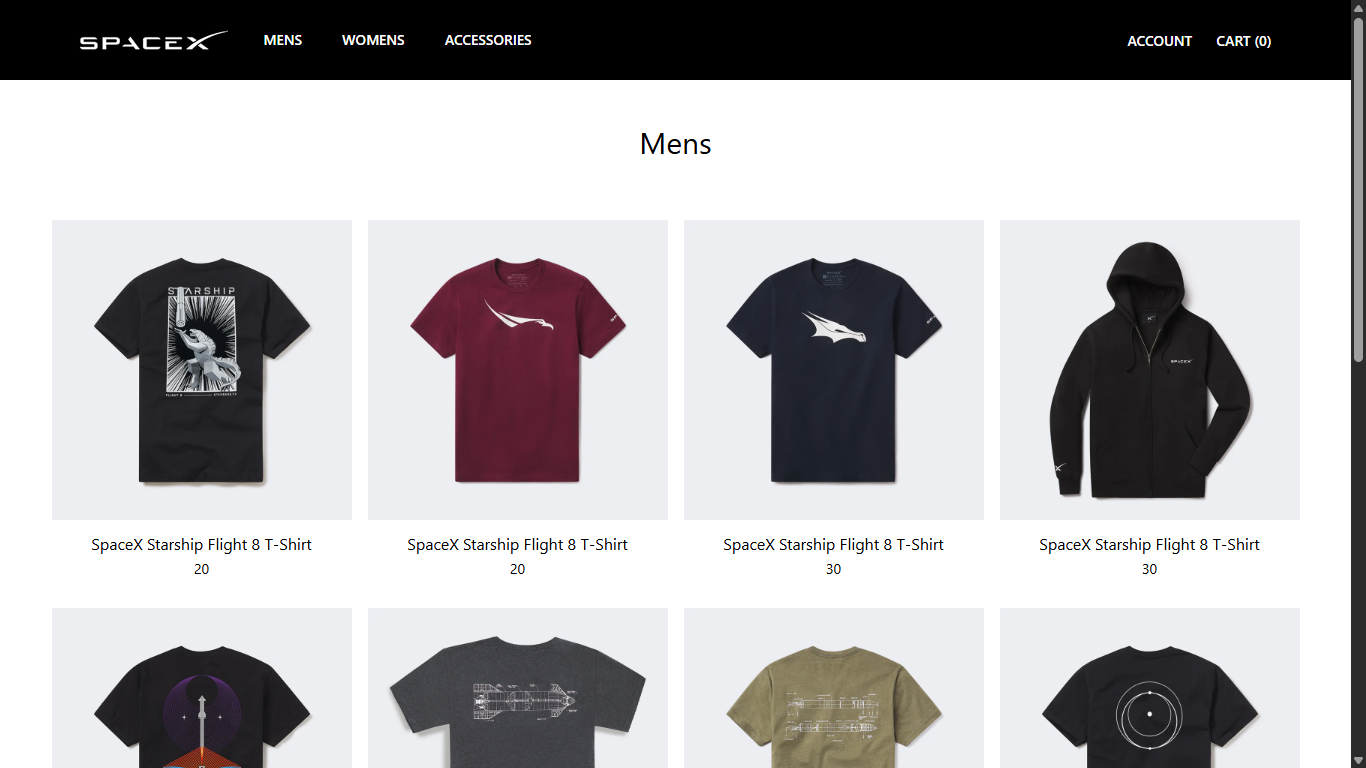 SPACEX MENS WOMENS ACCESSORIES ACCOUNT CART (0)
Mens
STARSHIP
FLIGHT 8 STARBASE.TX
SPACEX
SpaceX Starship Flight 8 T-Shirt SpaceX Starship Flight 8 T-Shirt SpaceX Starship Flight 8 T-Shirt SpaceX Starship Flight 8 T-Shirt
20 20 30 30